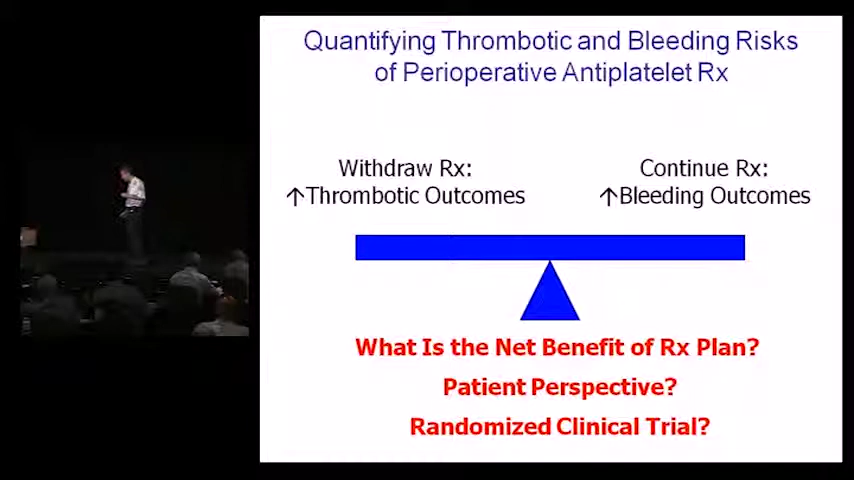 Quantifying Thrombotic and Bleeding Risks
of Perioperative Antiplatelet Rx
Withdraw Rx:
↑Thrombotic Outcomes
Continue Rx:
↑Bleeding Outcomes
What Is the Net Benefit of Rx Plan?
Patient Perspective?
Randomized Clinical Trial?